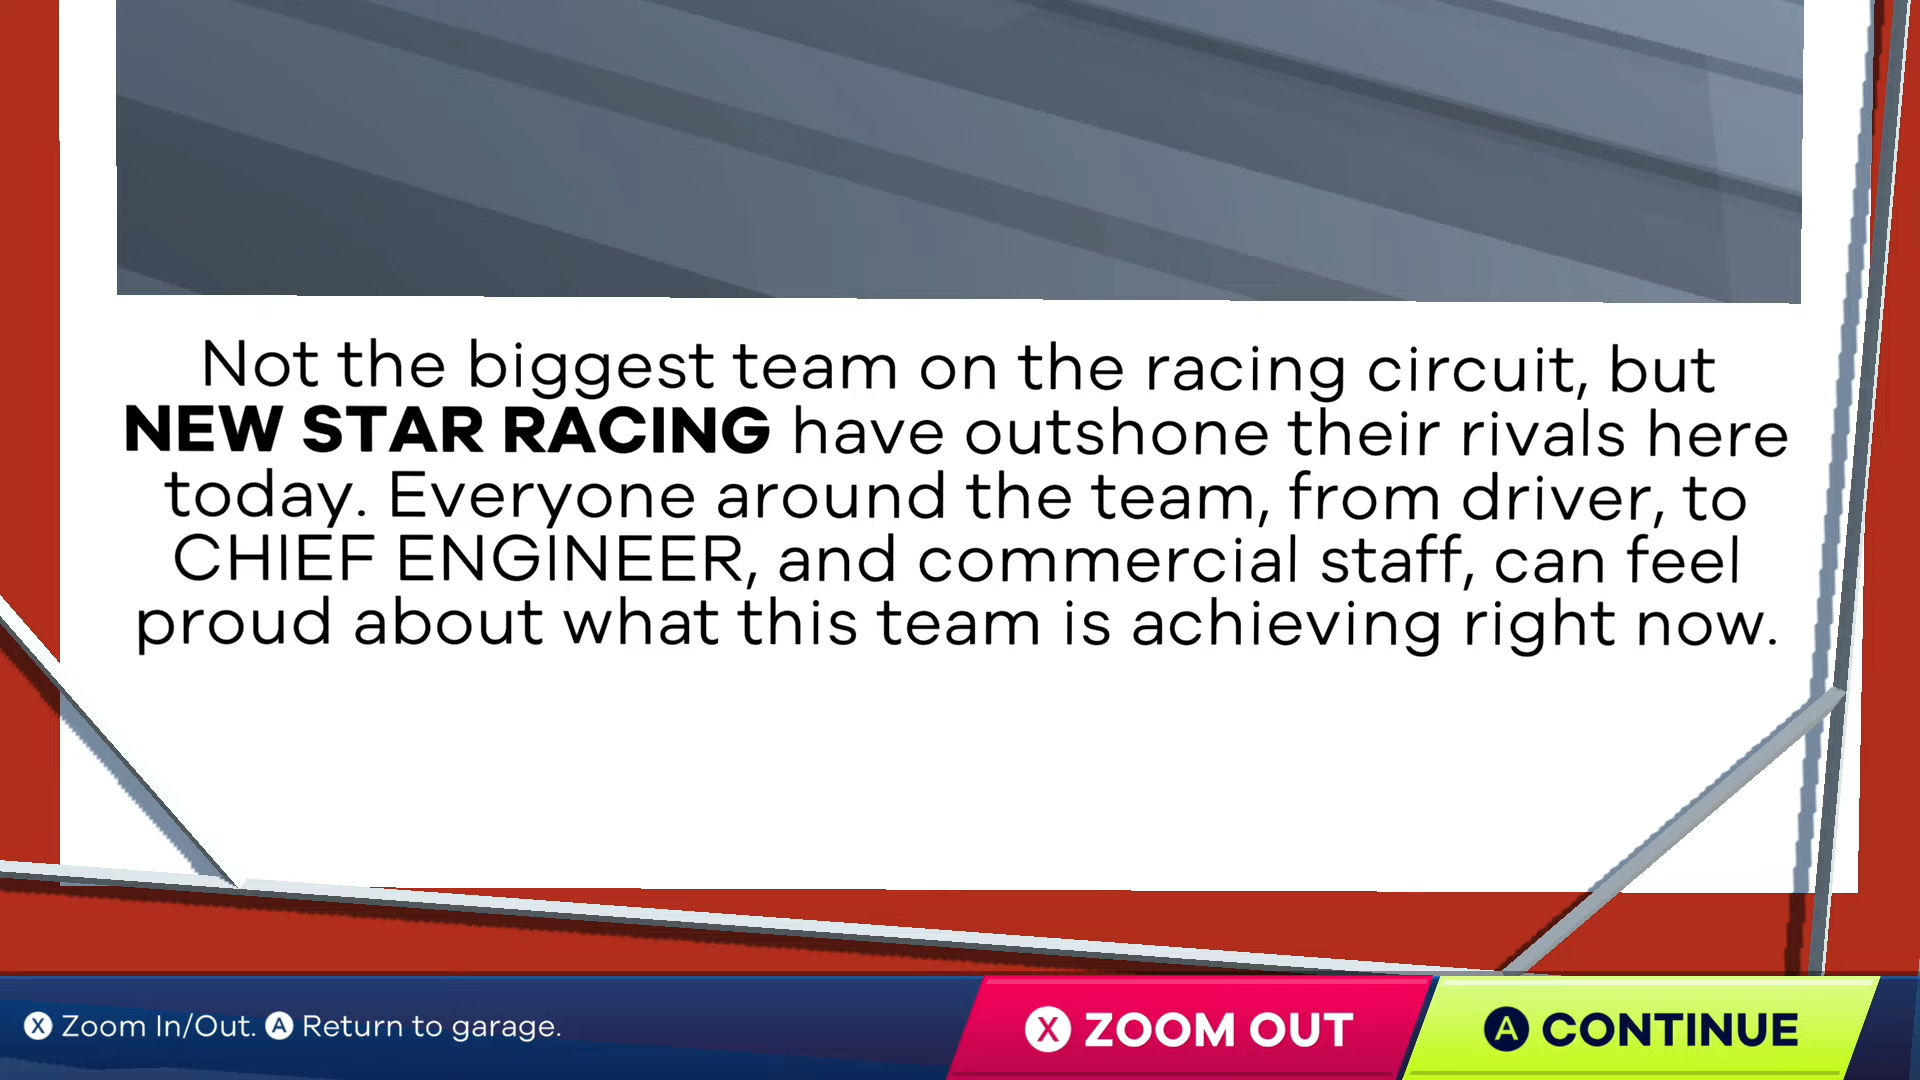 Not the biggest team on the racing circuit, but
NEW STAR RACING have outshone their rivals here
today. Everyone around the team, from driver, to
CHIEF ENGINEER, and commercial staff, can feel
proud about what this team is achieving right now.
X Zoom In/Out. A Return to garage.
X ZOOM OUT
A CONTINUE